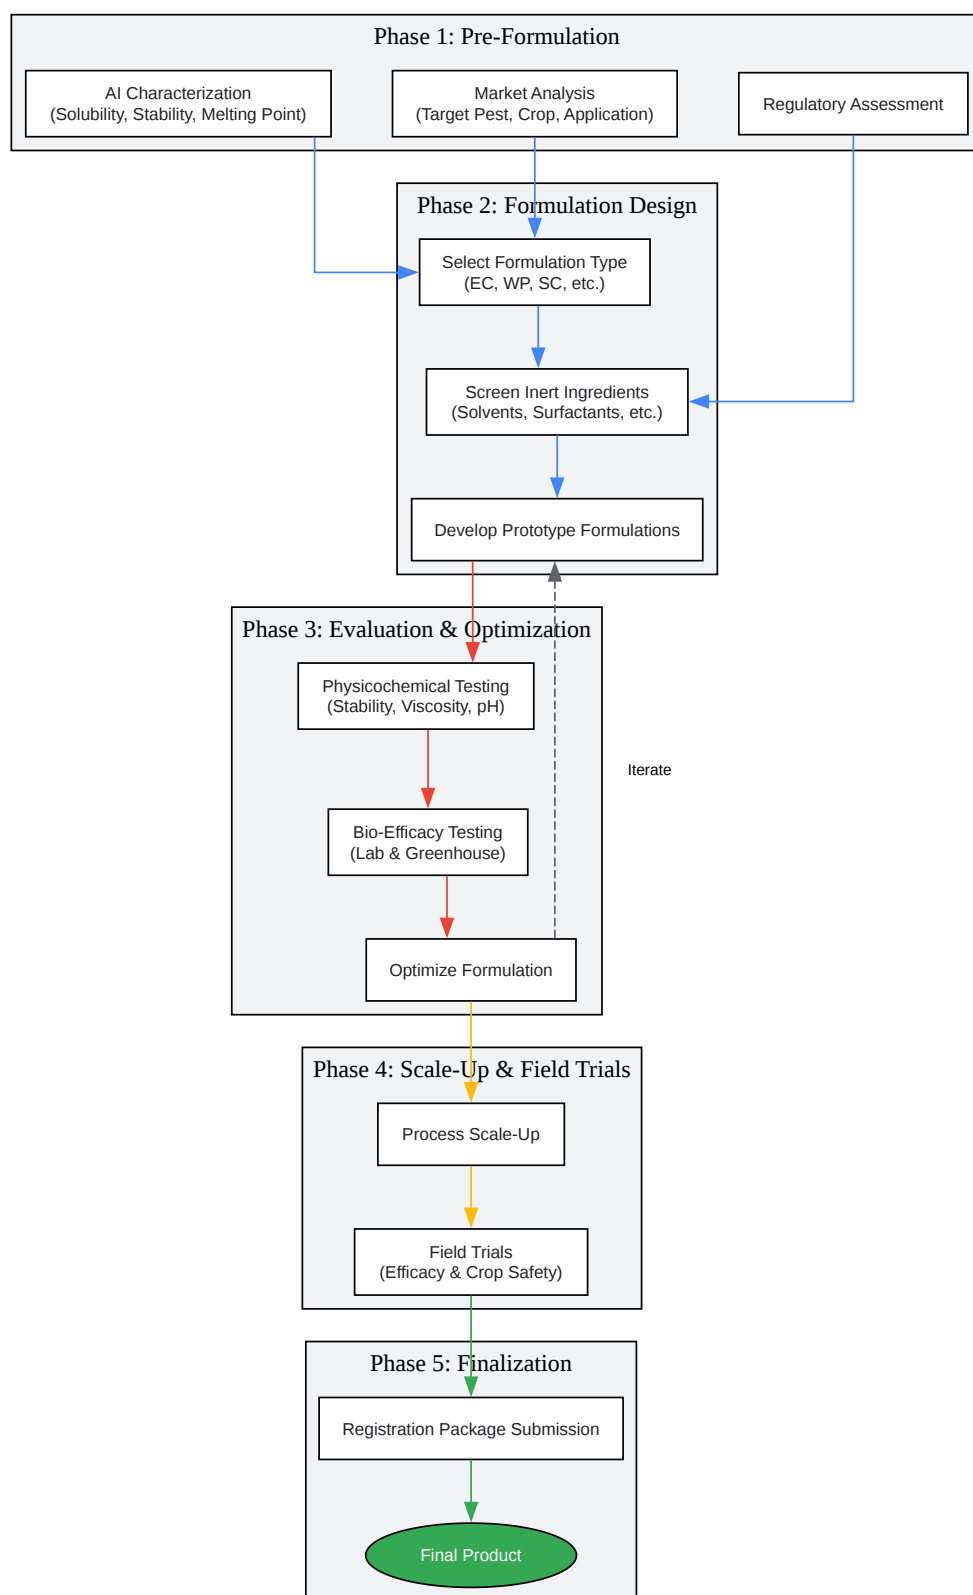 Phase 1: Pre-Formulation
AI Characterization
(Solubility, Stability, Melting Point)
Market Analysis
(Target Pest, Crop, Application)
Regulatory Assessment
Phase 2: Formulation Design
Select Formulation Type
(EC, WP, SC, etc.)
Screen Inert Ingredients
(Solvents, Surfactants, etc.)
Develop Prototype Formulations
Phase 3: Evaluation & Optimization
Physicochemical Testing
(Stability, Viscosity, pH)
Iterate
Bio-Efficacy Testing
(Lab & Greenhouse)
Optimize Formulation
Phase 4: Scale-Up & Field Trials
Process Scale-Up
Field Trials
(Efficacy & Crop Safety)
Phase 5: Finalization
Registration Package Submission
Final Product